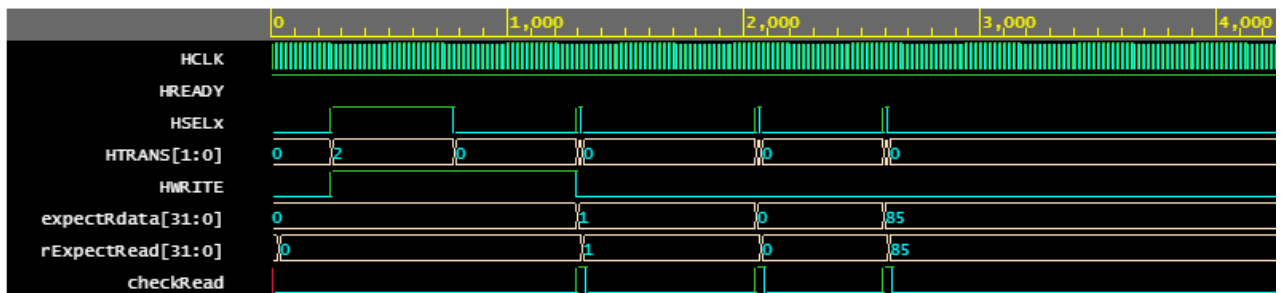 0 1,000 2,000 3,000 4,000
HCLK
HREADY
HSELx
HTRANS[1:0] 0 2 0 0 0 0
HWRITE
expectRdata[31:0] 0 1 0 85
rExpectRead[31:0] 0 1 0 85
checkRead